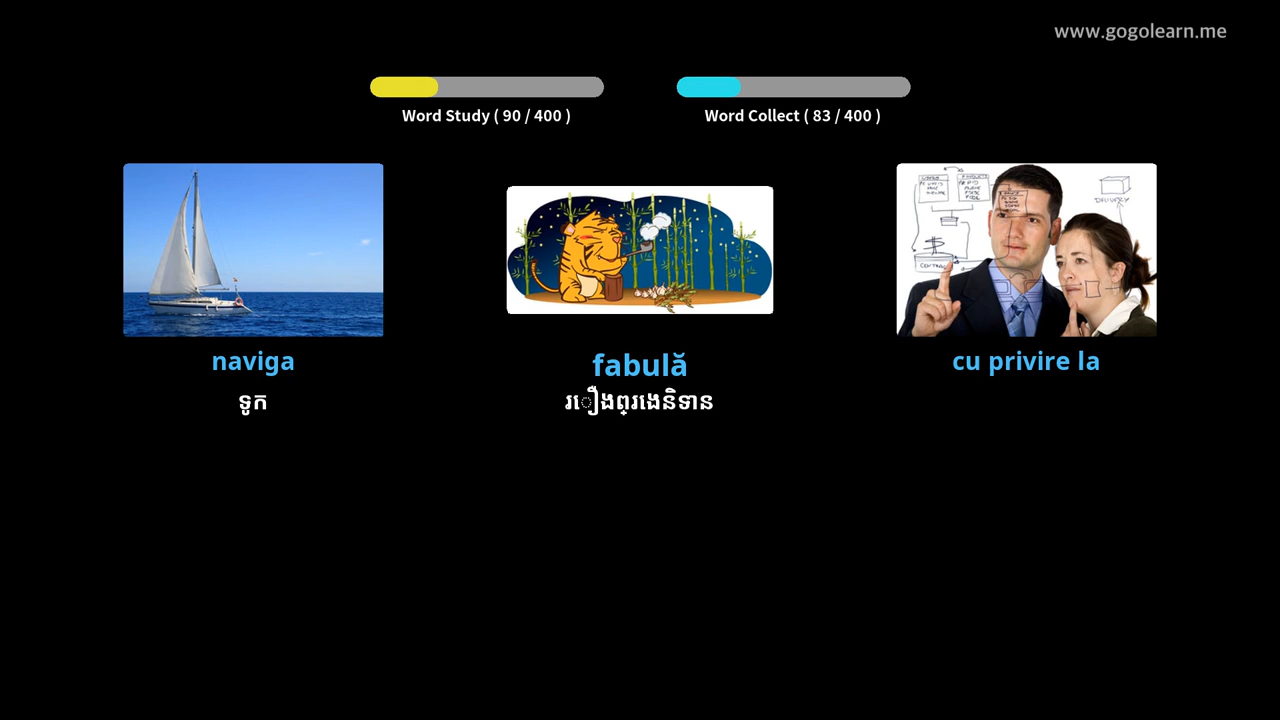 www.gogolearn.me
Word Study ( 90 / 400 )
Word Collect ( 83 / 400 )
naviga
fabulă
cu privire la
ទូក
រឿងព្រេងនិទាន
DELIVERY
$